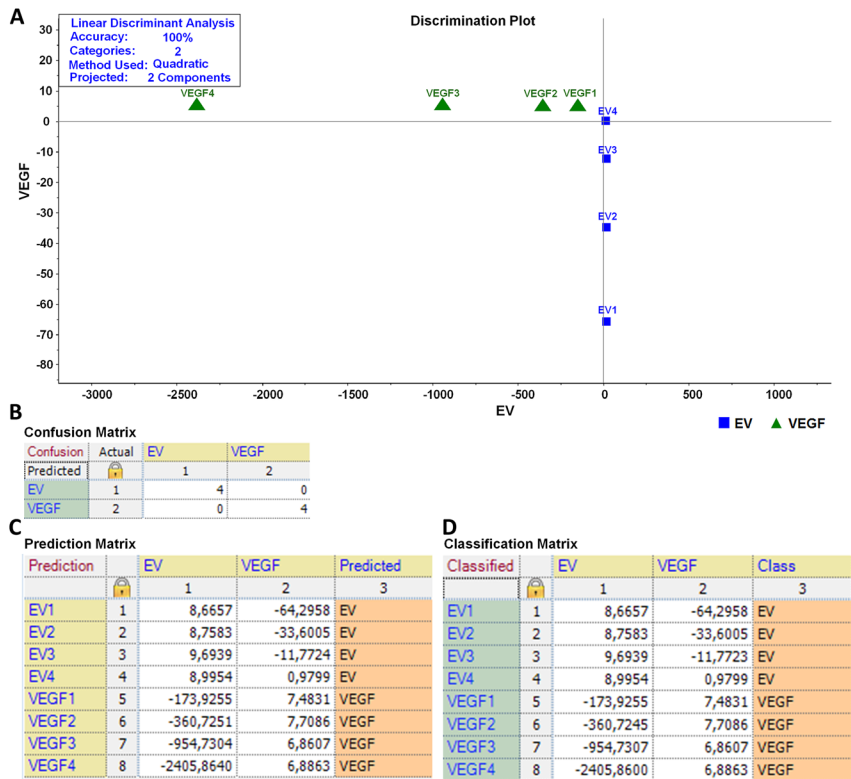 A
Discrimination Plot
Linear Discriminant Analysis
Accuracy: 100%
Categories: 2
Method Used: Quadratic
Projected: 2 Components
30
20
10
0
-10
-20
-30
-40
-50
-60
-70
-80
VEGF
VEGF4 VEGF3 VEGF2 VEGF1
EV4
EV3
EV2
EV1
-3000 -2500 -2000 -1500 -1000 -500 0 500 1000
EV
EV VEGF
B
Confusion Matrix
Confusion Actual EV VEGF
Predicted 1 2
EV 1 4 0
VEGF 2 0 4
C
Prediction Matrix
Prediction EV VEGF Predicted
1 2 3
EV1 1 8,6657 -64,2958 EV
EV2 2 8,7583 -33,6005 EV
EV3 3 9,6939 -11,7724 EV
EV4 4 8,9954 0,9799 EV
VEGF1 5 -173,9255 7,4831 VEGF
VEGF2 6 -360,7251 7,7086 VEGF
VEGF3 7 -954,7304 6,8607 VEGF
VEGF4 8 -2405,8640 6,8863 VEGF
D
Classification Matrix
Classified EV VEGF Class
1 2 3
EV1 1 8,6657 -64,2958 EV
EV2 2 8,7583 -33,6005 EV
EV3 3 9,6939 -11,7723 EV
EV4 4 8,9954 0,9799 EV
VEGF1 5 -173,9255 7,4831 VEGF
VEGF2 6 -360,7245 7,7086 VEGF
VEGF3 7 -954,7307 6,8607 VEGF
VEGF4 8 -2405,8600 6,8863 VEGF